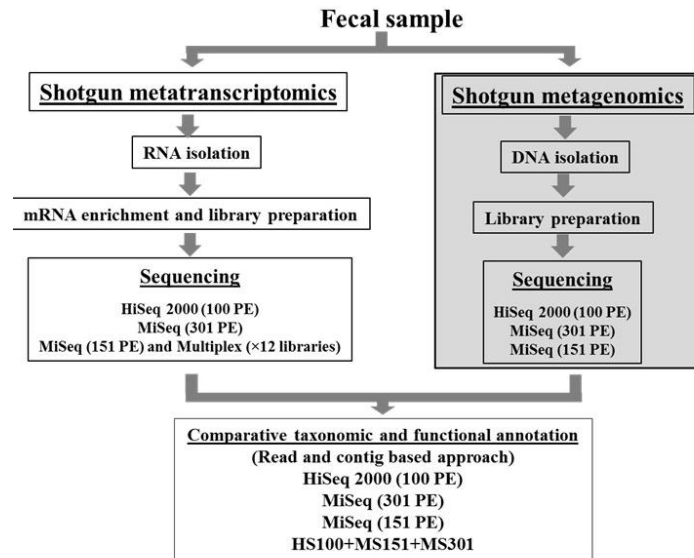 Fecal sample
Shotgun metatranscriptomics
RNA isolation
mRNA enrichment and library preparation
Sequencing
HiSeq 2000 (100 PE)
MiSeq (301 PE)
MiSeq (151 PE) and Multiplex (×12 libraries)
Shotgun metagenomics
DNA isolation
Library preparation
Sequencing
HiSeq 2000 (100 PE)
MiSeq (301 PE)
MiSeq (151 PE)
Comparative taxonomic and functional annotation
(Read and contig based approach)
HiSeq 2000 (100 PE)
MiSeq (301 PE)
MiSeq (151 PE)
HS100+MS151+MS301